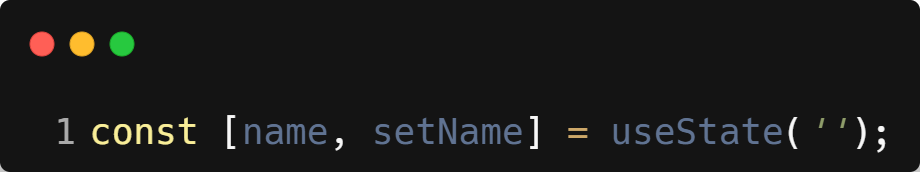 1 const [name, setName] = useState('');